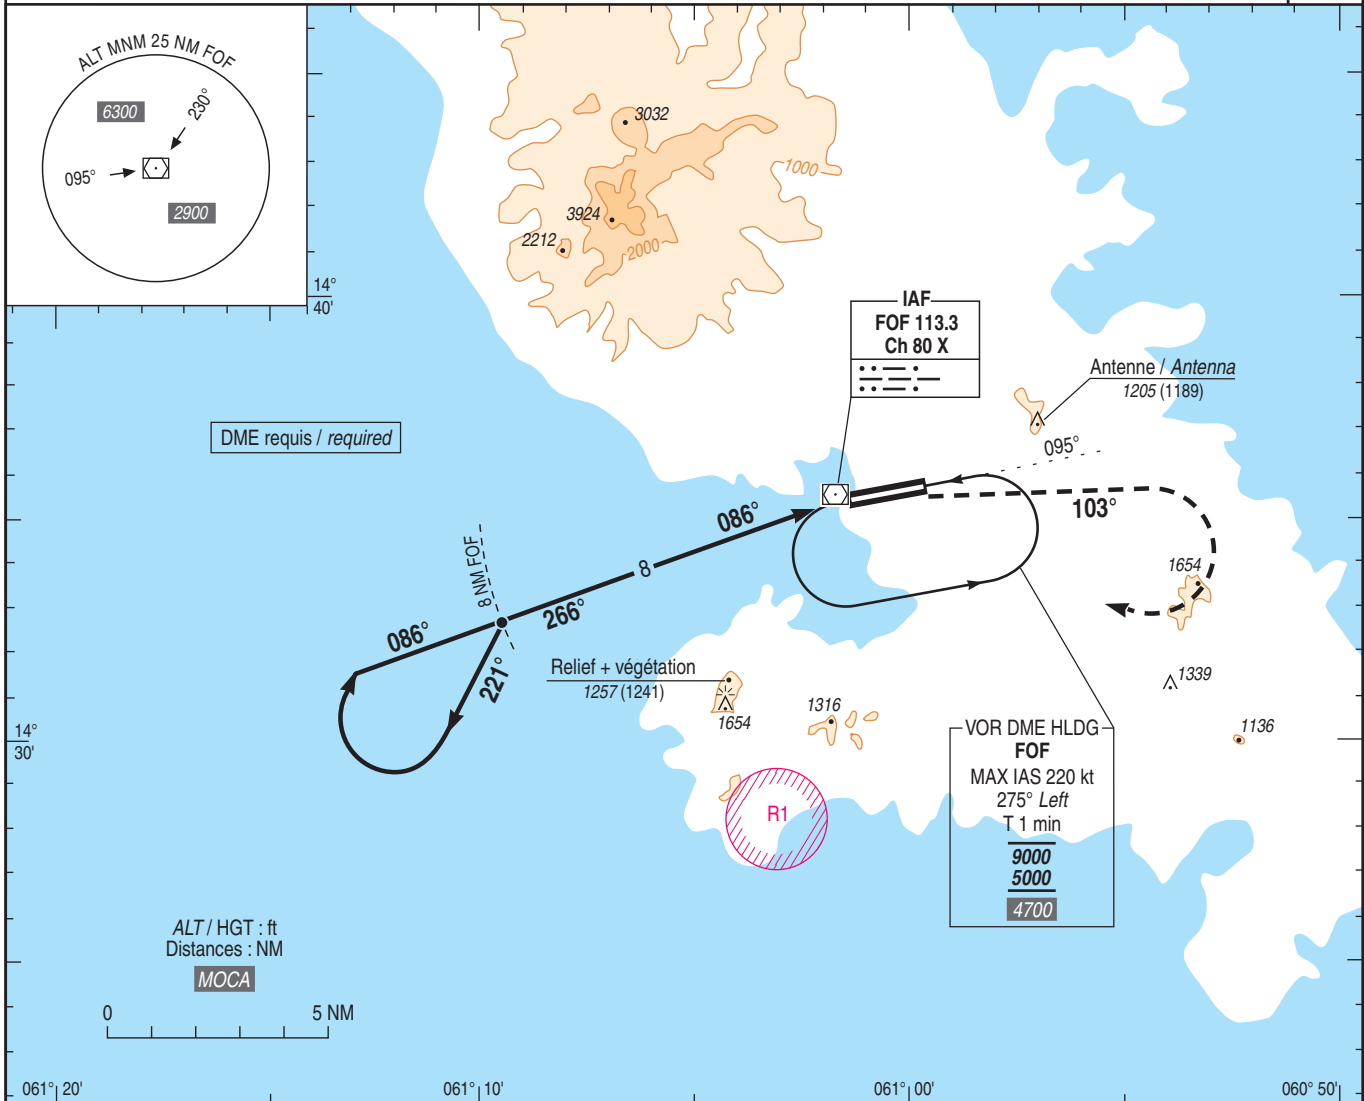 ALT MNM 25 NM FOF
6300
230°
095°
2900
14°
40'
3032
1000
3924
2212
2000
IAF
FOF 113.3
Ch 80 X
Antenne / Antenna
1205 (1189)
DME requis / required
095°
103°
086°
8
8 NM FOF
266°
086°
221°
1654
Relief + végétation
1257 (1241)
1654
1316
1339
1136
14°
30'
VOR DME HLDG
FOF
MAX IAS 220 kt
275° Left
T 1 min
9000
5000
4700
R1
ALT / HGT : ft
Distances : NM
MOCA
0 5 NM
061° 20' 061° 10' 061° 00' 060° 50'